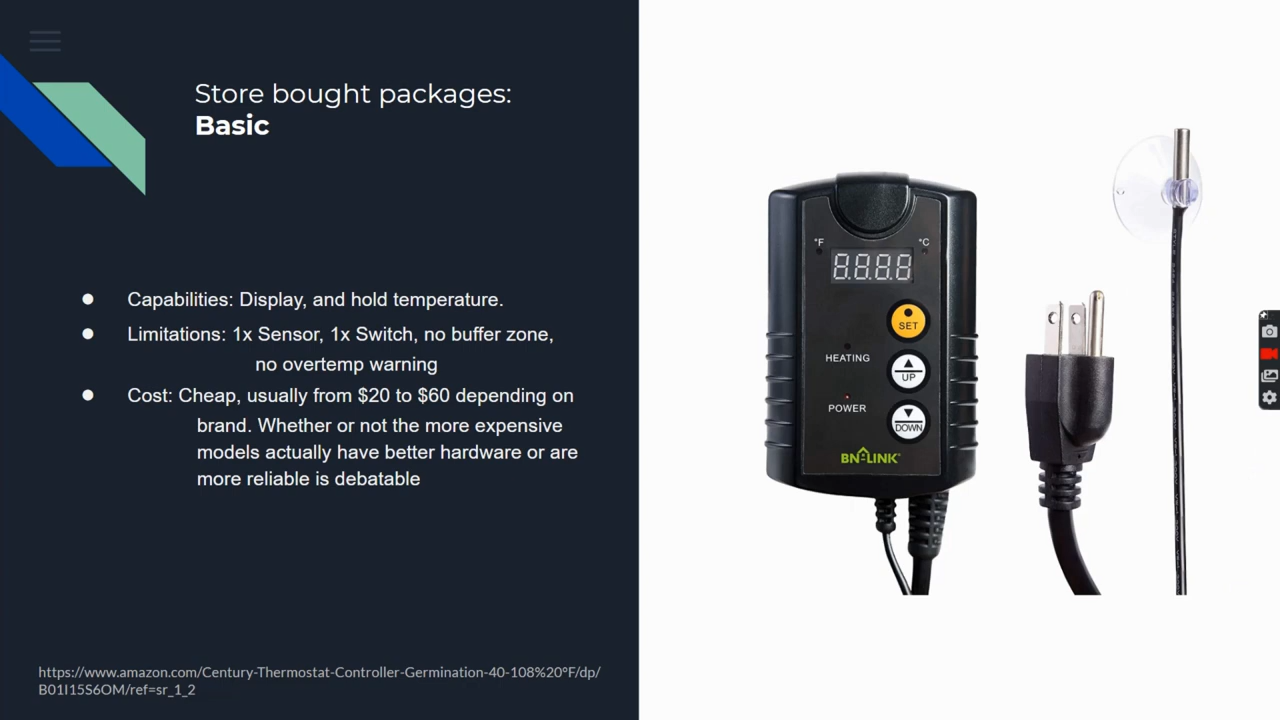 Store bought packages:
Basic
● Capabilities: Display, and hold temperature.
● Limitations: 1x Sensor, 1x Switch, no buffer zone,
no overtemp warning
● Cost: Cheap, usually from $20 to $60 depending on
brand. Whether or not the more expensive
models actually have better hardware or are
more reliable is debatable
https://www.amazon.com/Century-Thermostat-Controller-Germination-40-108%20°F/dp/
B01I15S6OM/ref=sr_1_2
°F °C
8.8.8.8
SET
HEATING
UP
POWER
DOWN
BN-LINK®